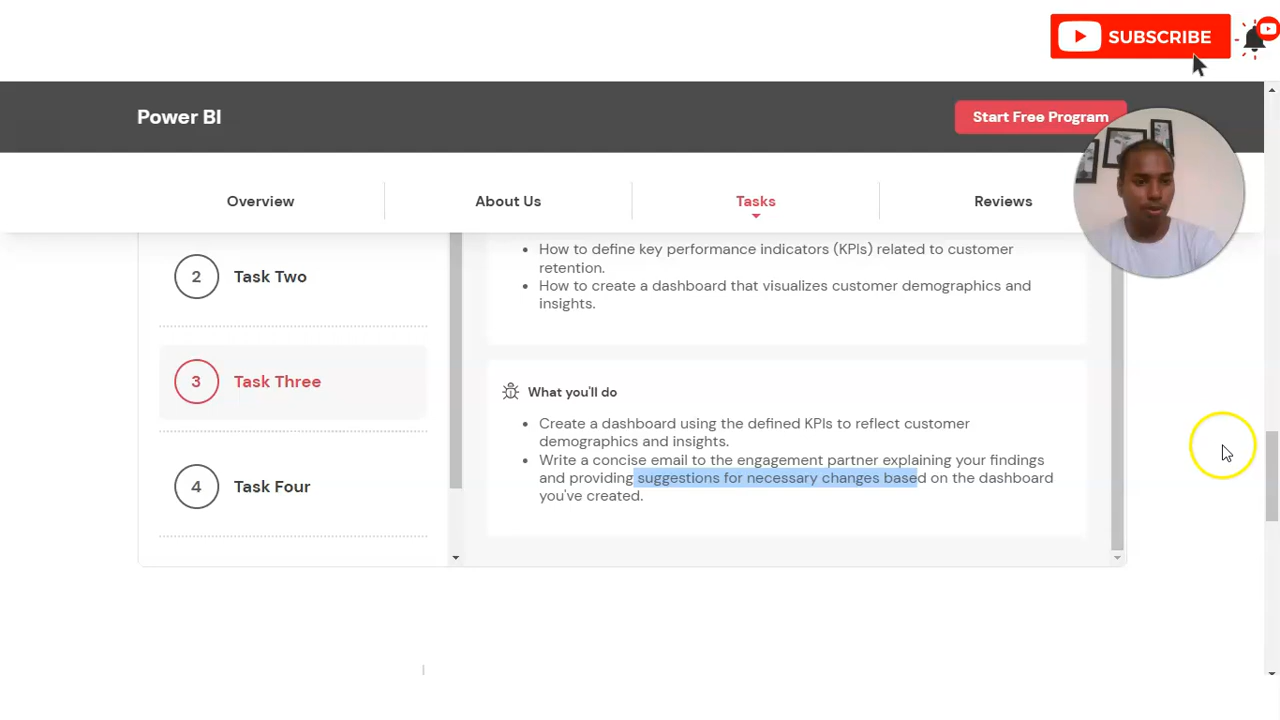 SUBSCRIBE
Power BI
Start Free Program
Overview
About Us
Tasks
Reviews
2
Task Two
3
Task Three
4
Task Four
How to define key performance indicators (KPIs) related to customer
retention.
How to create a dashboard that visualizes customer demographics and
insights.
What you'll do
Create a dashboard using the defined KPIs to reflect customer
demographics and insights.
Write a concise email to the engagement partner explaining your findings
and providing suggestions for necessary changes based on the dashboard
you've created.